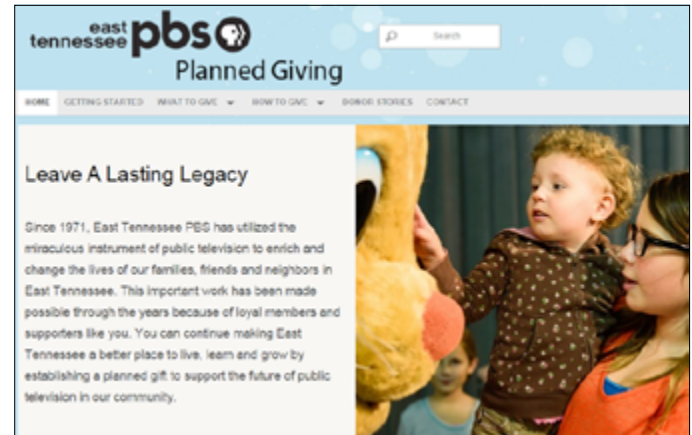 east
tennessee pbs
Planned Giving
Search
HOME GETTING STARTED WHAT TO GIVE HOW TO GIVE DONOR STORIES CONTACT
Leave A Lasting Legacy
Since 1971, East Tennessee PBS has utilized the
miraculous instrument of public television to enrich and
change the lives of our families, friends and neighbors in
East Tennessee. This important work has been made
possible through the years because of loyal members and
supporters like you. You can continue making East
Tennessee a better place to live, learn and grow by
establishing a planned gift to support the future of public
television in our community.